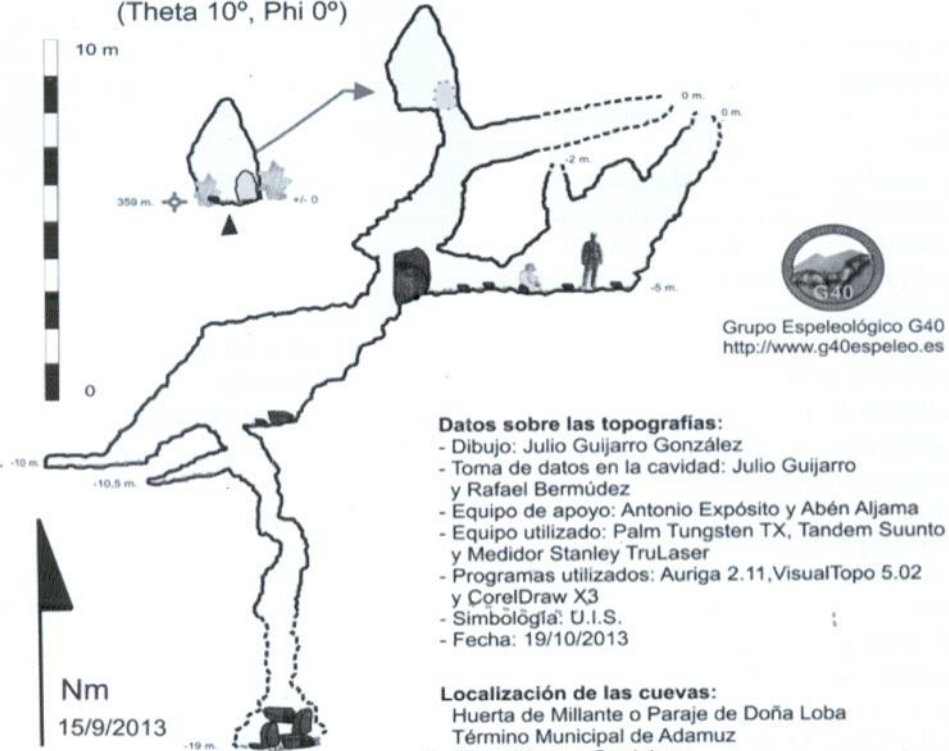 (Theta 10º, Phi 0º)
10 m
0 m.
0 m.
-2 m.
359 m.
+/- 0
-5 m.
G40
Grupo Espeleológico G40
http://www.g40espeleo.es
0
-10 m.
-10,5 m.
Datos sobre las topografías:
- Dibujo: Julio Guijarro González
- Toma de datos en la cavidad: Julio Guijarro
y Rafael Bermúdez
- Equipo de apoyo: Antonio Expósito y Abén Aljama
- Equipo utilizado: Palm Tungsten TX, Tandem Suunto
y Medidor Stanley TruLaser
- Programas utilizados: Auriga 2.11,VisualTopo 5.02
y CorelDraw X3
- Simbología: U.I.S.
- Fecha: 19/10/2013
Nm
15/9/2013
Localización de las cuevas:
Huerta de Millante o Paraje de Doña Loba
Término Municipal de Adamuz
-19 m.